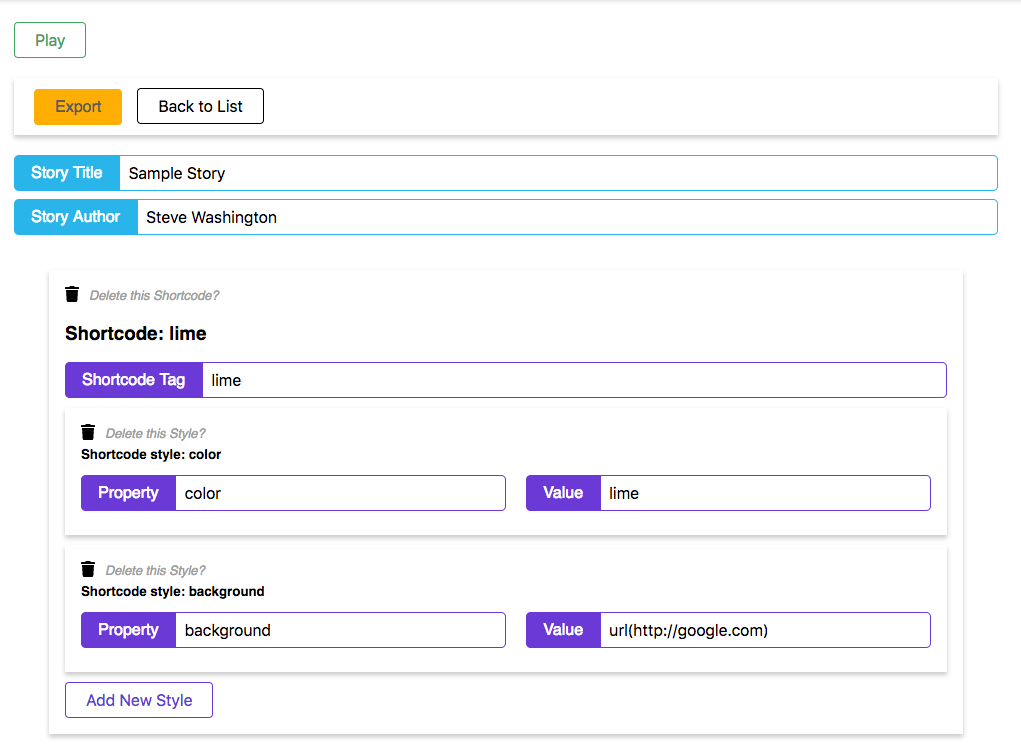 Play
Export Back to List
Story Title Sample Story
Story Author Steve Washington
Delete this Shortcode?
Shortcode: lime
Shortcode Tag lime
Delete this Style?
Shortcode style: color
Property color Value lime
Delete this Style?
Shortcode style: background
Property background Value url(http://google.com)
Add New Style